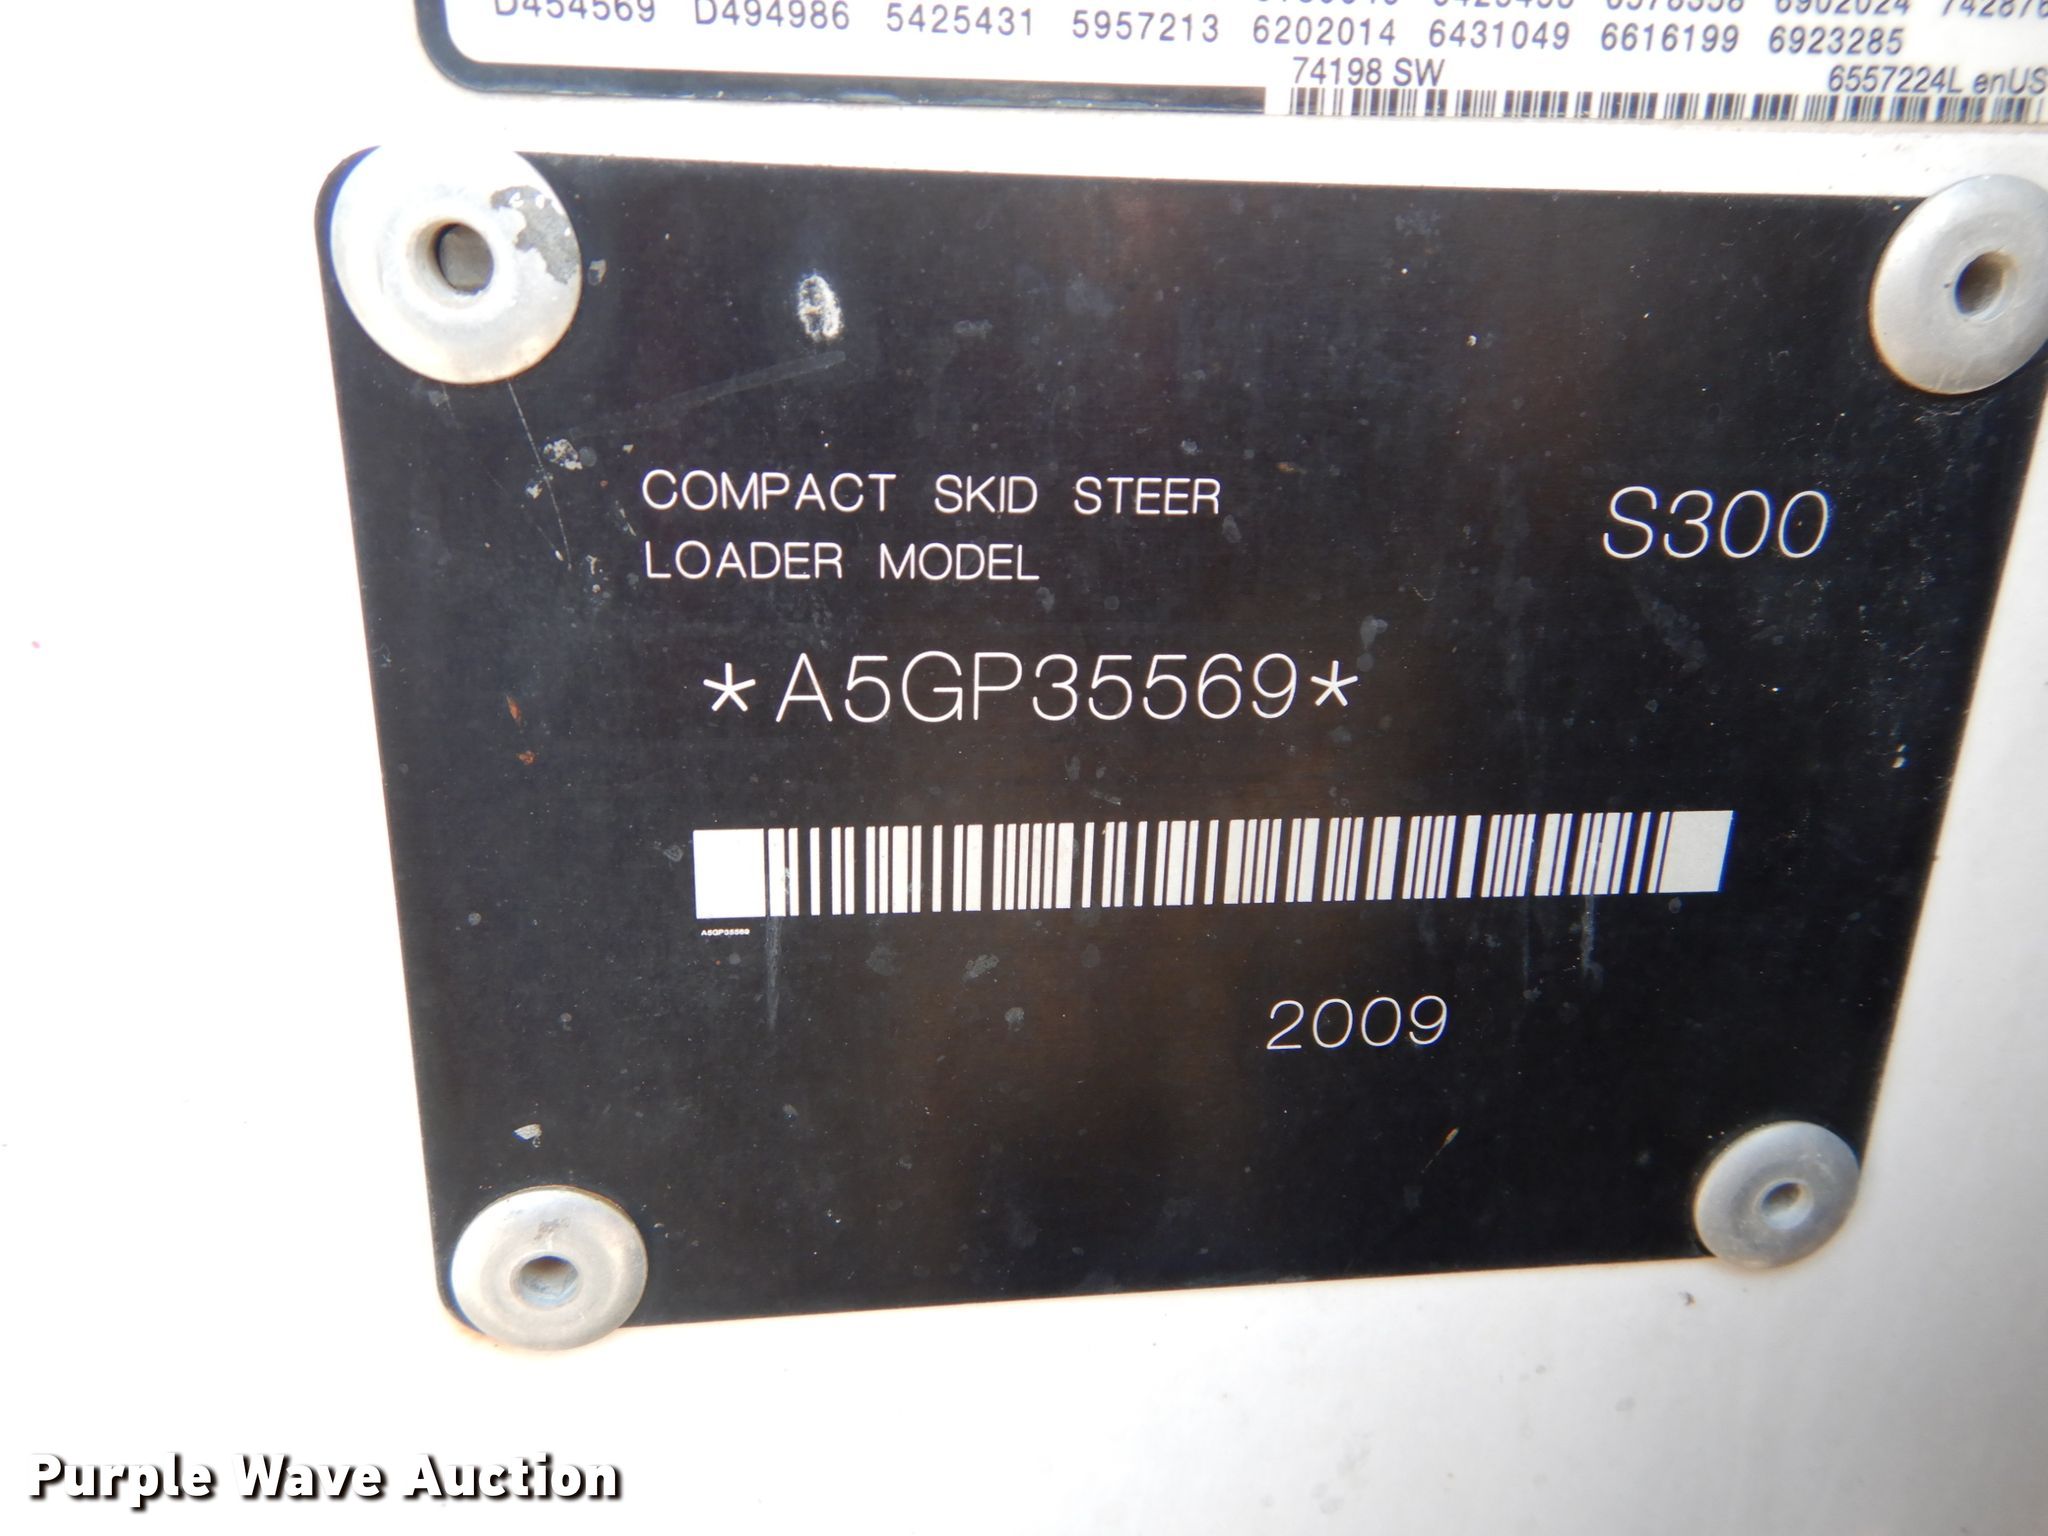 D454569 D494986 5425431 5957213 6202014 6431049 6616199 6923285
74198 SW 6557224L enUS
COMPACT SKID STEER
LOADER MODEL S300
*A5GP35569*
A5GP35569
2009
Purple Wave Auction